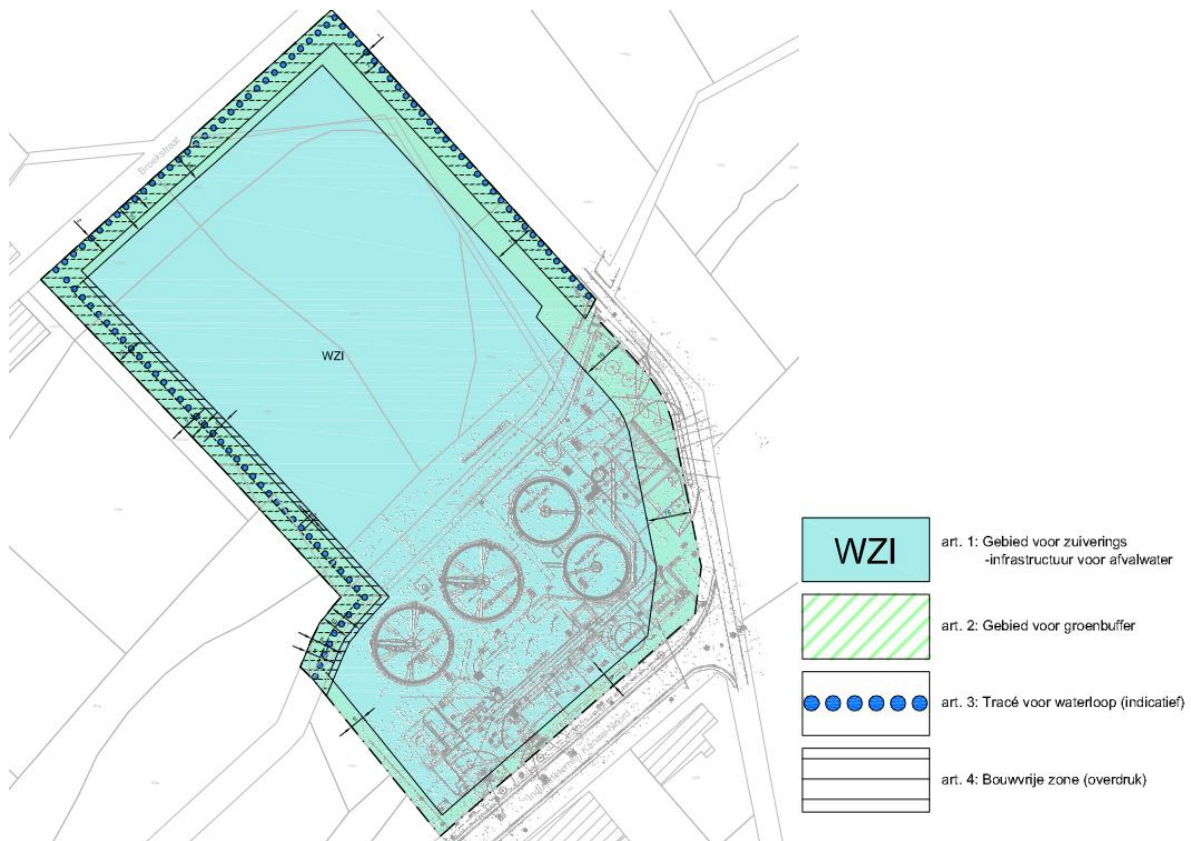 Broekstraat
WZI
WZI
art. 1: Gebied voor zuiverings
-infrastructuur voor afvalwater
art. 2: Gebied voor groenbuffer
art. 3: Tracé voor waterloop (indicatief)
art. 4: Bouwvrije zone (overdruk)